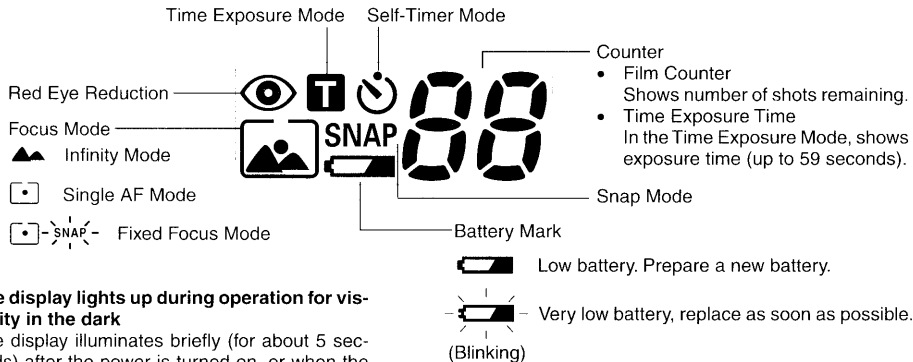 Time Exposure Mode
Self-Timer Mode
Counter
• Film Counter
Shows number of shots remaining.
• Time Exposure Time
In the Time Exposure Mode, shows
exposure time (up to 59 seconds).
Red Eye Reduction
T
88
Focus Mode
SNAP
Infinity Mode
Single AF Mode
Snap Mode
SNAP
Fixed Focus Mode
Battery Mark
Low battery. Prepare a new battery.
Very low battery, replace as soon as possible.
(Blinking)
display lights up during operation for vis-
in the dark
display illuminates briefly (for about 5 sec-
after the power is turned on, or when the